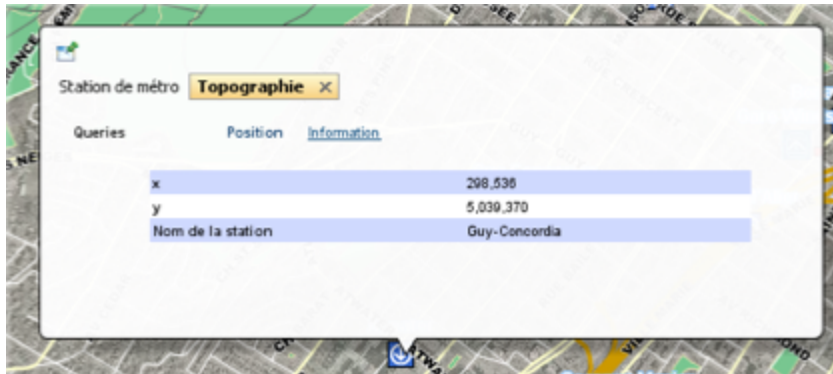 Station de métro Topographie ×
Queries Position Information
x 298,536
y 5,039,370
Nom de la station Guy-Concordia